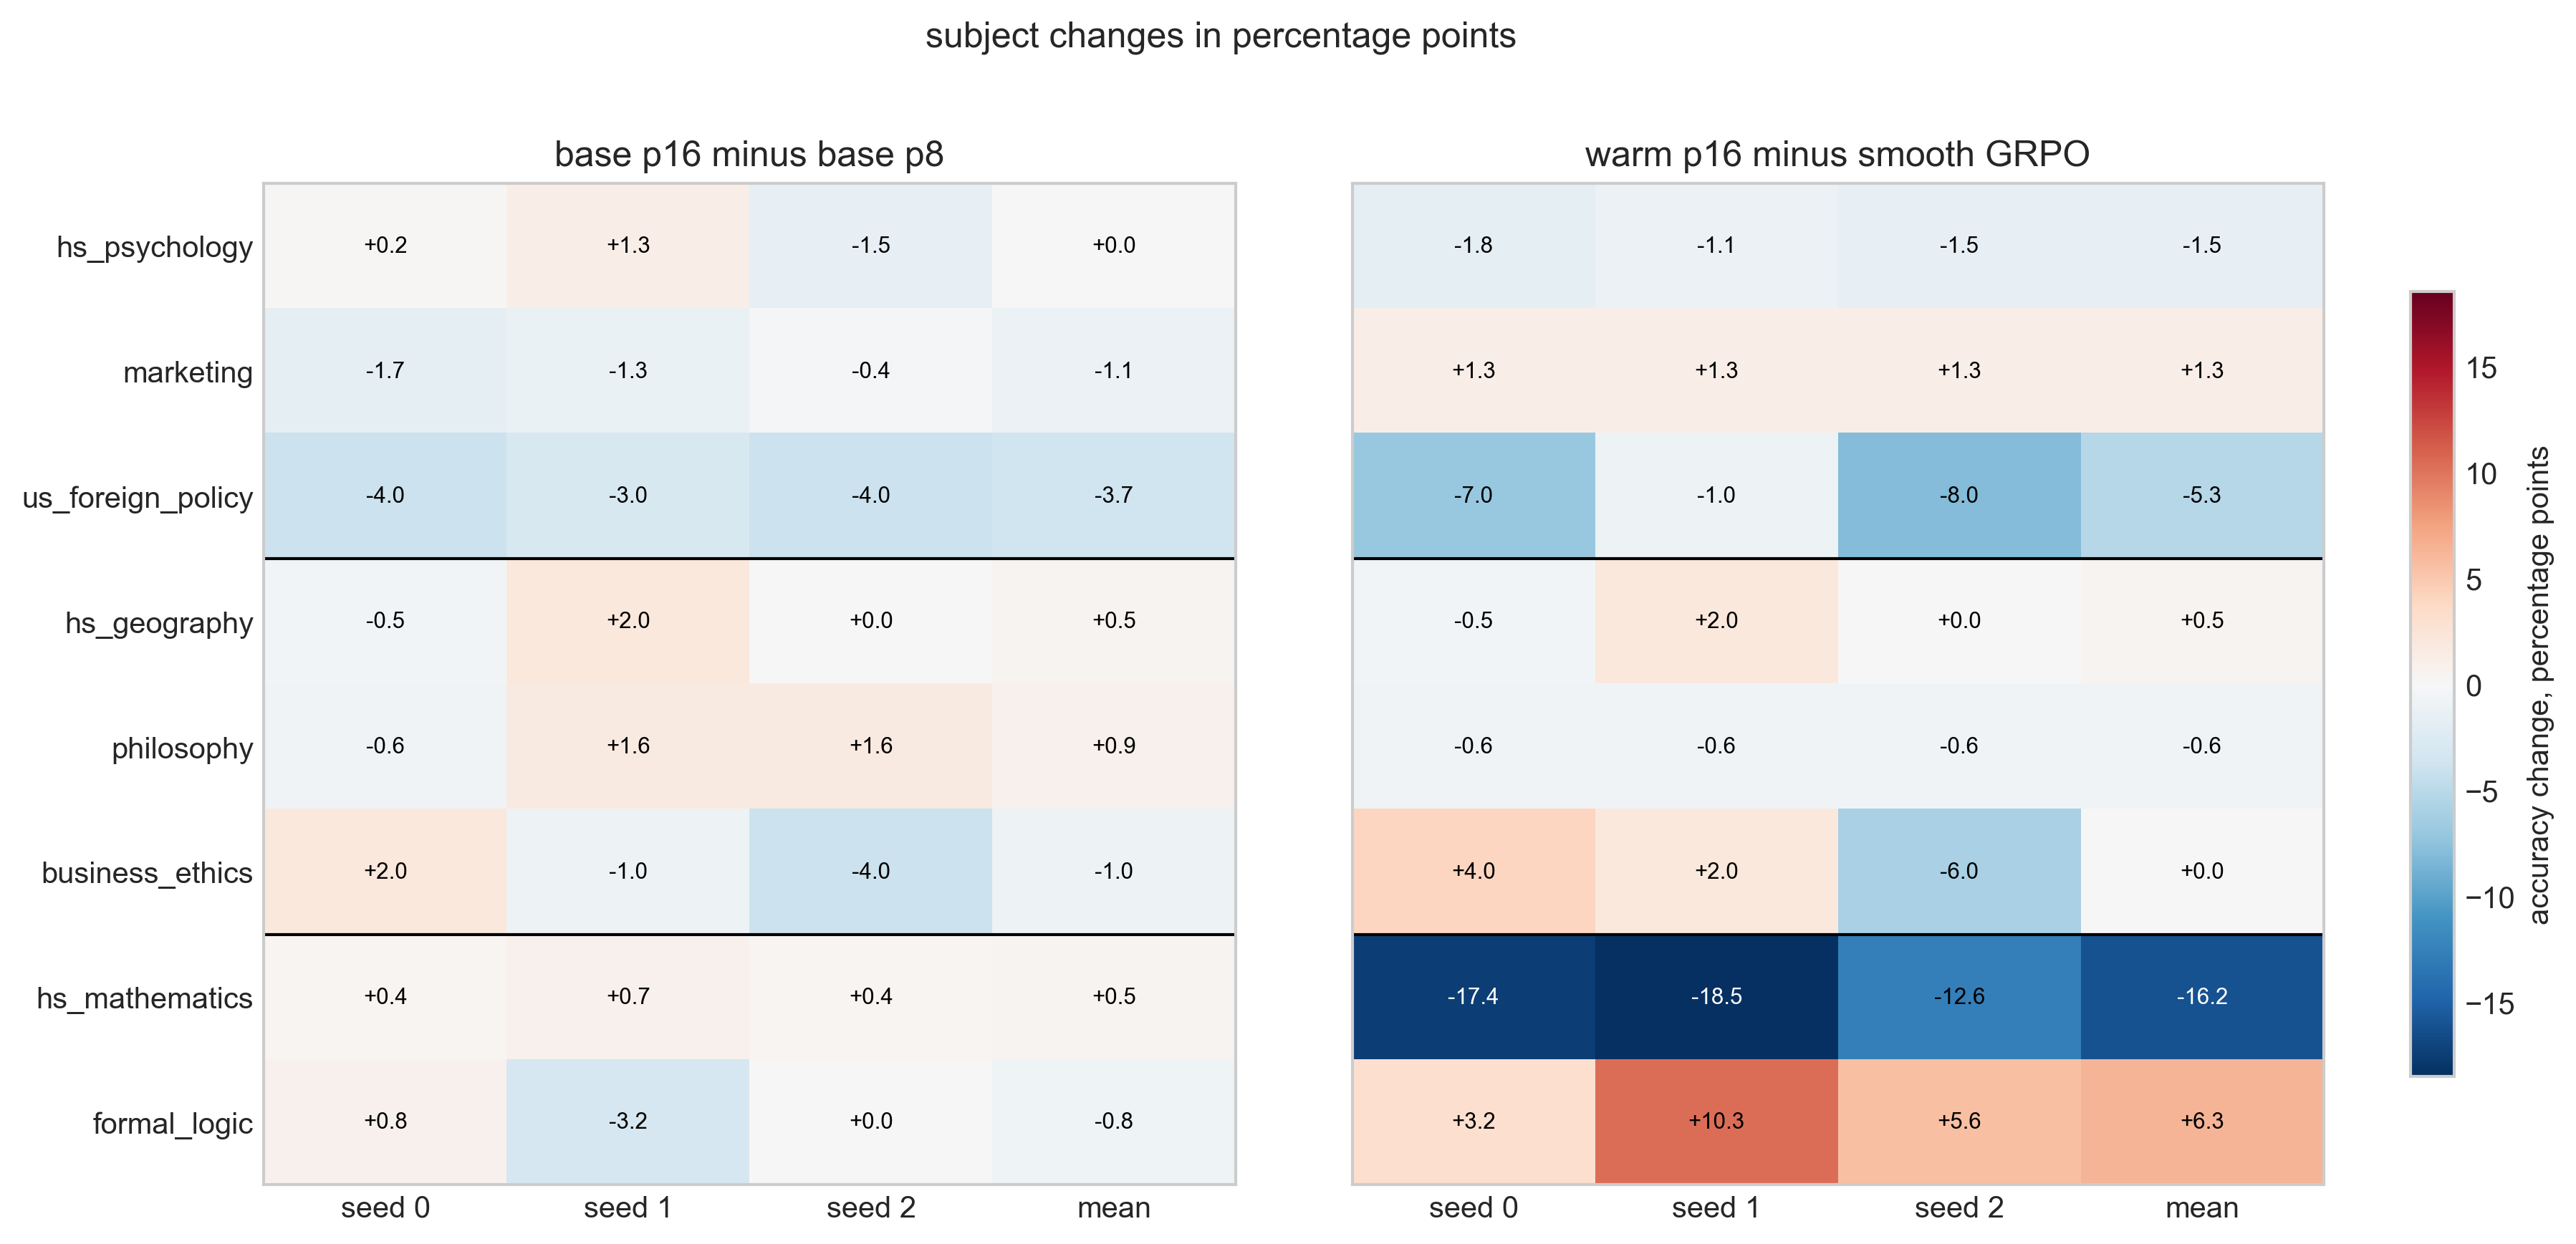 subject changes in percentage points
base p16 minus base p8
warm p16 minus smooth GRPO
hs_psychology +0.2 +1.3 -1.5 +0.0 -1.8 -1.1 -1.5 -1.5
marketing -1.7 -1.3 -0.4 -1.1 +1.3 +1.3 +1.3 +1.3
us_foreign_policy -4.0 -3.0 -4.0 -3.7 -7.0 -1.0 -8.0 -5.3
hs_geography -0.5 +2.0 +0.0 +0.5 -0.5 +2.0 +0.0 +0.5
philosophy -0.6 +1.6 +1.6 +0.9 -0.6 -0.6 -0.6 -0.6
business_ethics +2.0 -1.0 -4.0 -1.0 +4.0 +2.0 -6.0 +0.0
hs_mathematics +0.4 +0.7 +0.4 +0.5 -17.4 -18.5 -12.6 -16.2
formal_logic +0.8 -3.2 +0.0 -0.8 +3.2 +10.3 +5.6 +6.3
seed 0 seed 1 seed 2 mean seed 0 seed 1 seed 2 mean
15
10
5
0
−5
−10
−15
accuracy change, percentage points